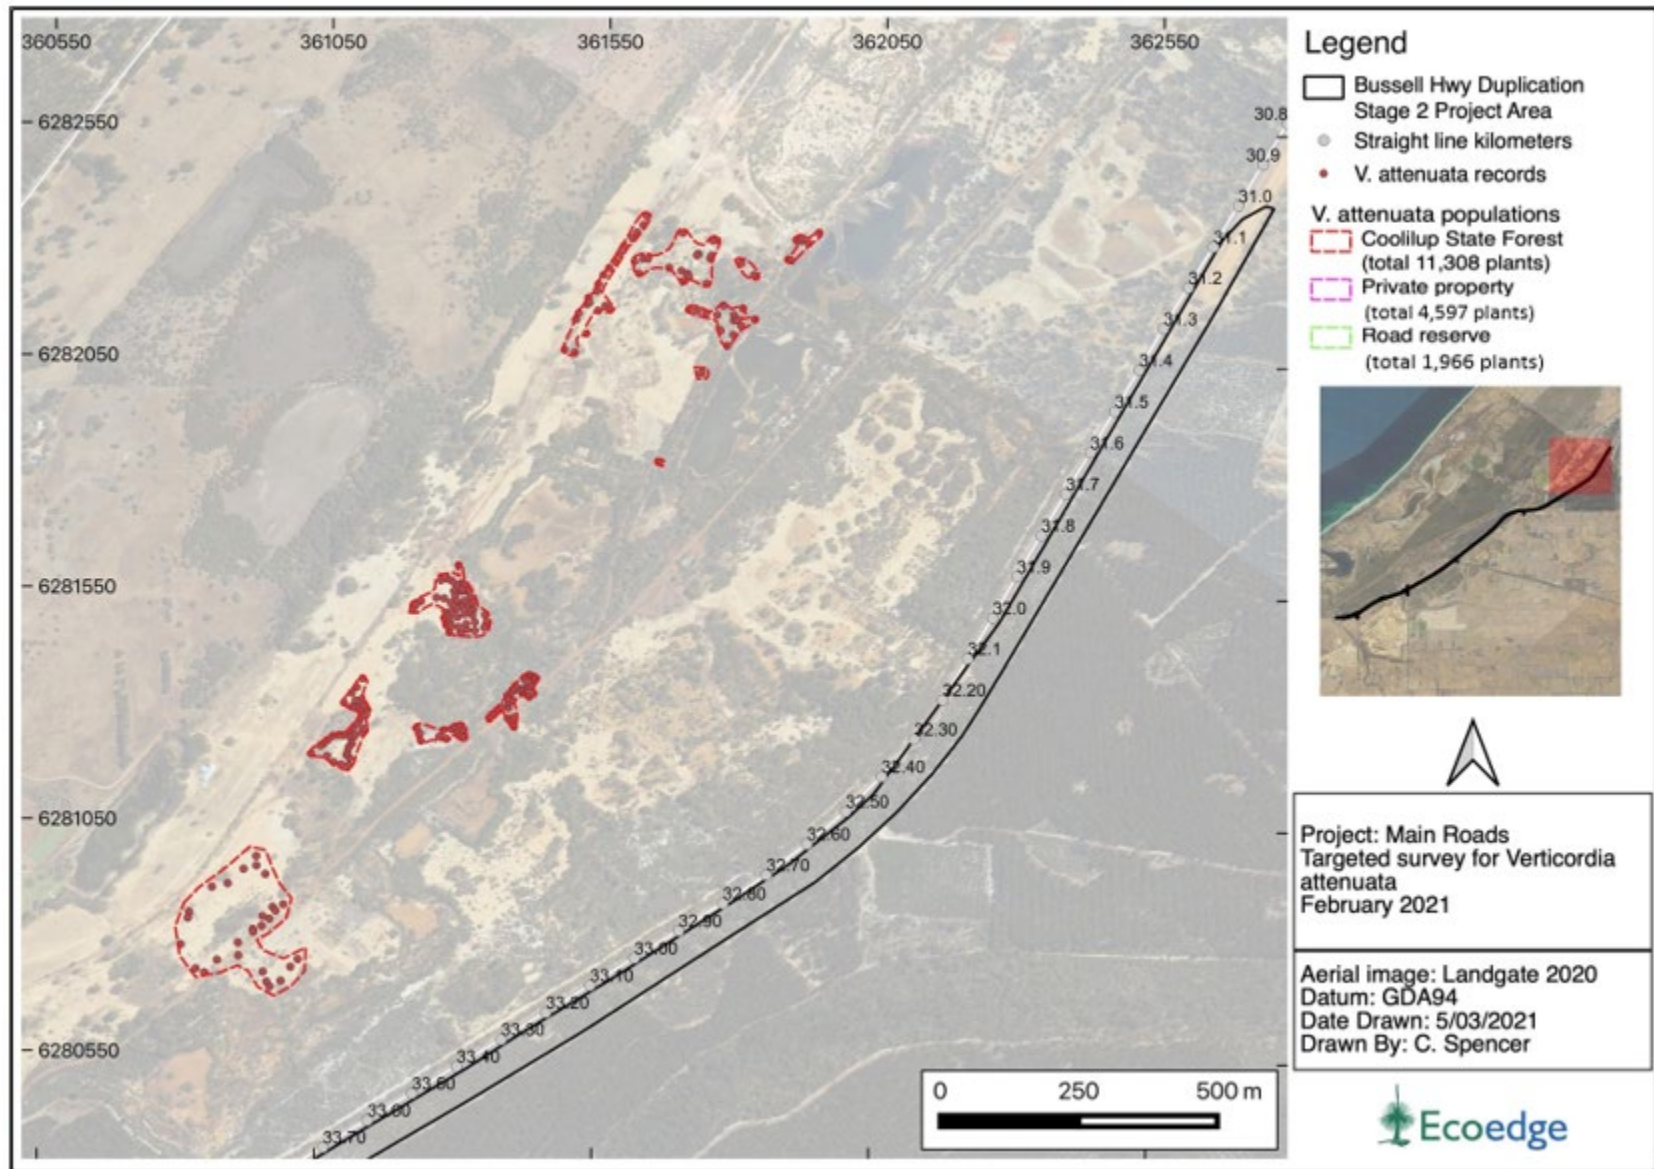 360550 361050 361550 362050 362550
6282550
6282050
6281550
6281050
6280550
30.8
30.9
31.0
31.1
31.2
31.3
31.4
31.5
31.6
31.7
31.8
31.9
32.0
32.1
32.20
32.30
32.40
32.50
32.60
32.70
32.80
32.90
33.00
33.10
33.20
33.30
33.40
33.60
33.70
0 250 500 m
Legend
Bussell Hwy Duplication
Stage 2 Project Area
Straight line kilometers
V. attenuata records
V. attenuata populations
Coolilup State Forest
(total 11,308 plants)
Private property
(total 4,597 plants)
Road reserve
(total 1,966 plants)
Project: Main Roads
Targeted survey for Verticordia
attenuata
February 2021
Aerial image: Landgate 2020
Datum: GDA94
Date Drawn: 5/03/2021
Drawn By: C. Spencer
Ecoedge